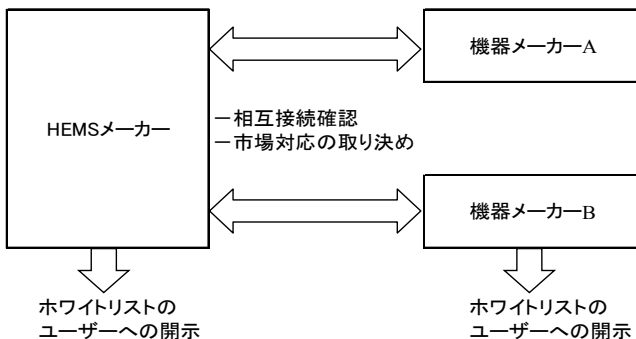 機器メーカーA
HEMSメーカー
－相互接続確認
－市場対応の取り決め
機器メーカーB
ホワイトリストの
ユーザーへの開示
ホワイトリストの
ユーザーへの開示